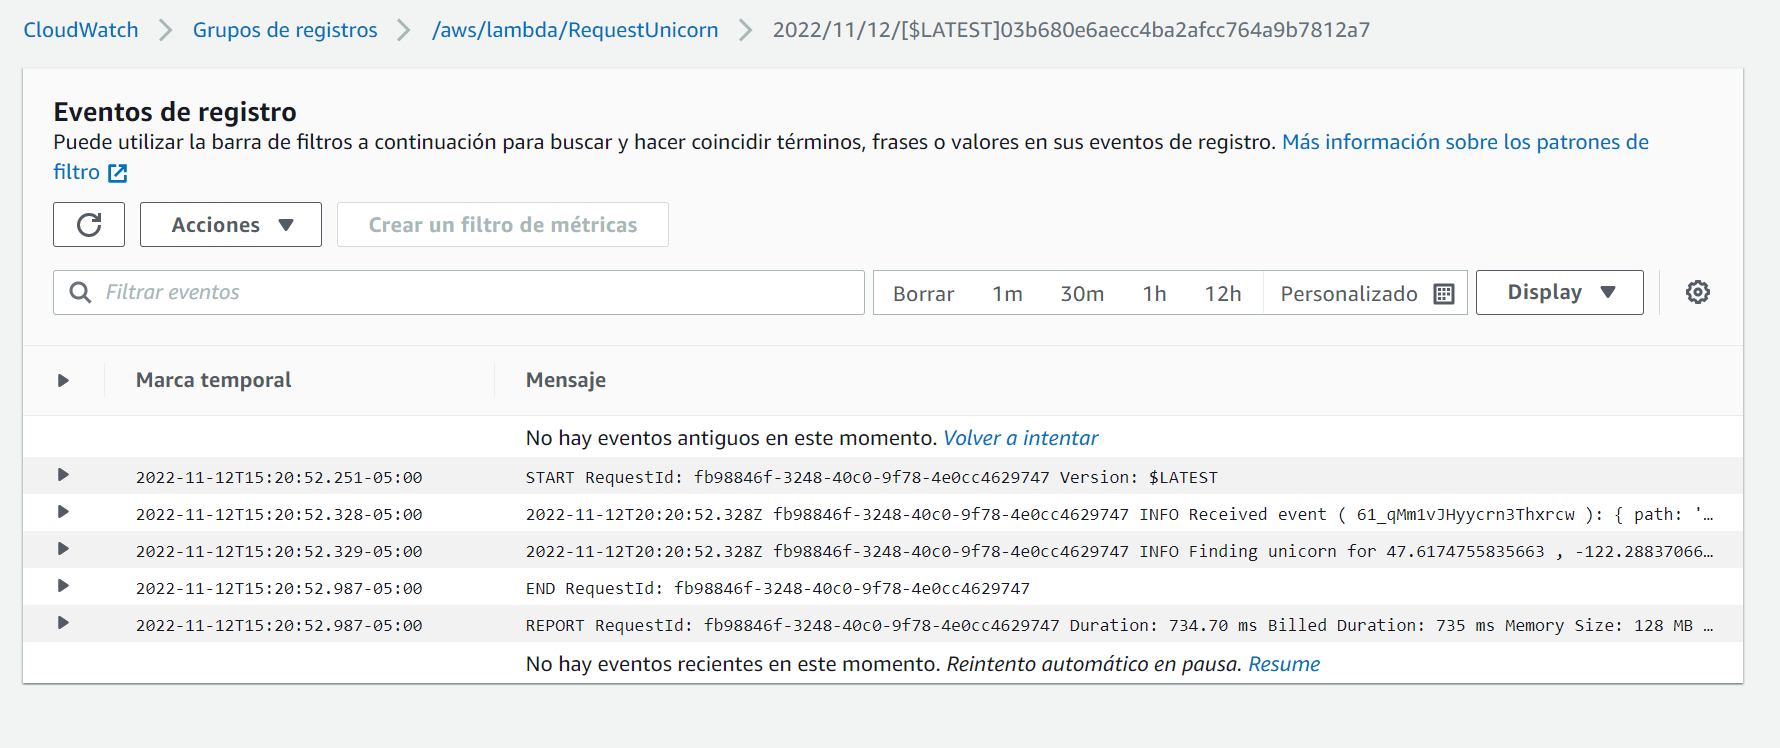 CloudWatch > Grupos de registros > /aws/lambda/RequestUnicorn > 2022/11/12/[$LATEST]03b680e6aecc4ba2afcc764a9b7812a7
Eventos de registro
Puede utilizar la barra de filtros a continuación para buscar y hacer coincidir términos, frases o valores en sus eventos de registro. Más información sobre los patrones de
filtro
Acciones Crear un filtro de métricas
Filtrar eventos Borrar 1m 30m 1h 12h Personalizado Display
Marca temporal Mensaje
No hay eventos antiguos en este momento. Volver a intentar
2022-11-12T15:20:52.251-05:00 START RequestId: fb98846f-3248-40c0-9f78-4e0cc4629747 Version: $LATEST
2022-11-12T15:20:52.328-05:00 2022-11-12T20:20:52.328Z fb98846f-3248-40c0-9f78-4e0cc4629747 INFO Received event ( 61_qMm1vJHyycrn3Thxrcw ): { path: '…
2022-11-12T15:20:52.329-05:00 2022-11-12T20:20:52.328Z fb98846f-3248-40c0-9f78-4e0cc4629747 INFO Finding unicorn for 47.6174755835663 , -122.28837066…
2022-11-12T15:20:52.987-05:00 END RequestId: fb98846f-3248-40c0-9f78-4e0cc4629747
2022-11-12T15:20:52.987-05:00 REPORT RequestId: fb98846f-3248-40c0-9f78-4e0cc4629747 Duration: 734.70 ms Billed Duration: 735 ms Memory Size: 128 MB …
No hay eventos recientes en este momento. Reintento automático en pausa. Resume